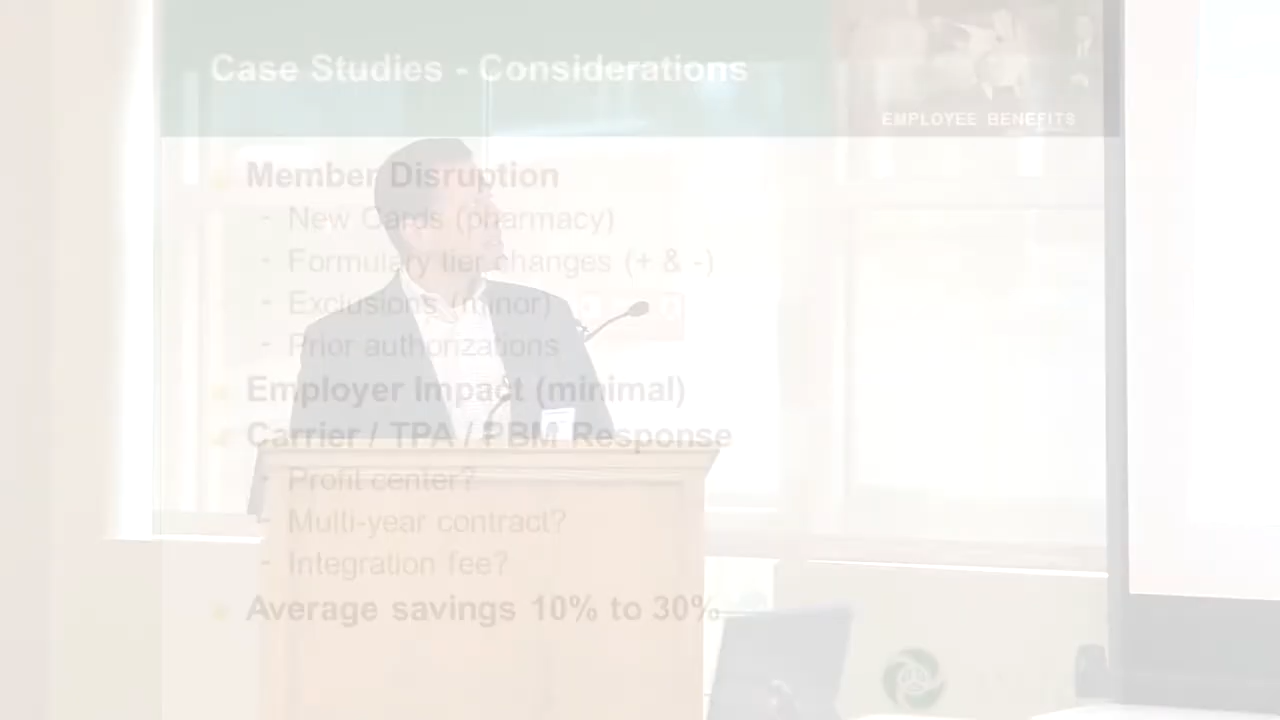 Case Studies - Considerations
EMPLOYEE BENEFITS
Member Disruption
- New Cards (pharmacy)
- Formulary tier changes (+ & -)
- Exclusions (minor)
- Prior authorizations
Employer Impact (minimal)
Carrier / TPA / PBM Response
- Profit center?
- Multi-year contract?
- Integration fee?
Average savings 10% to 30%